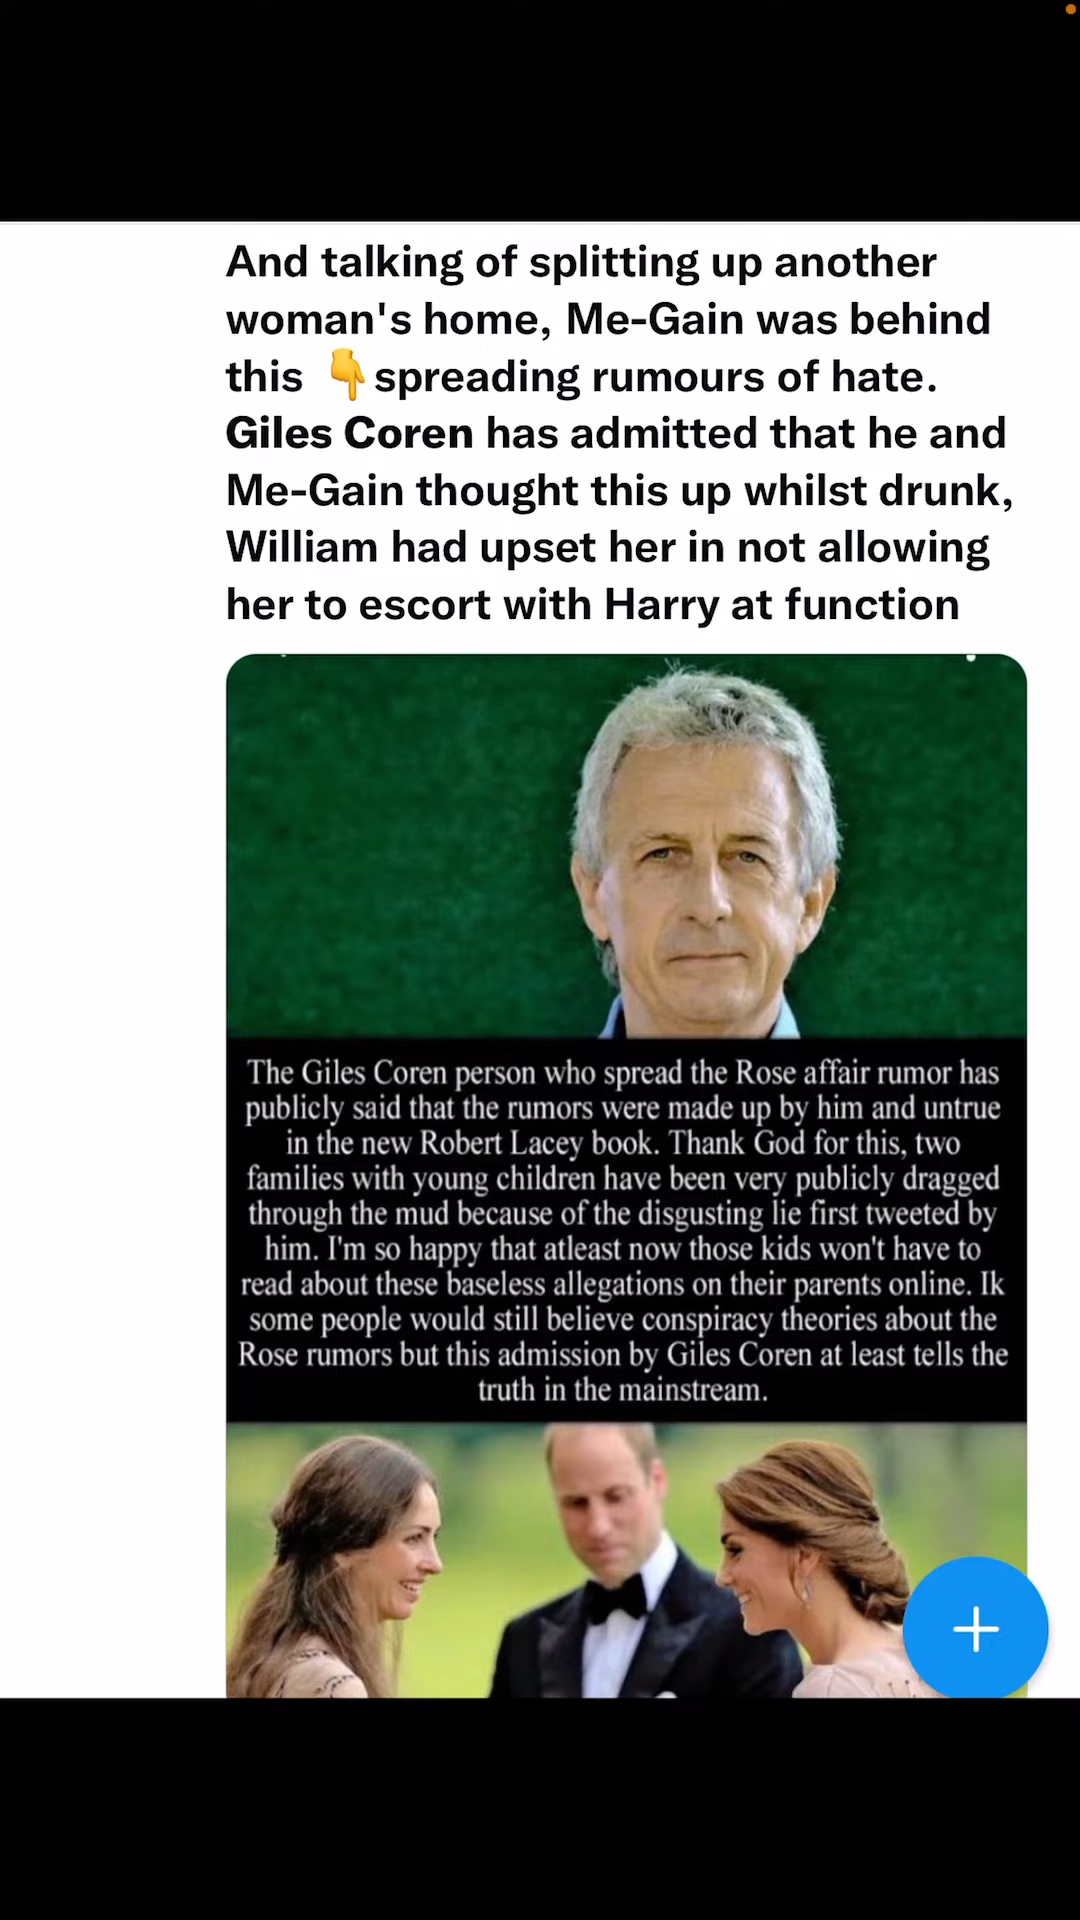 And talking of splitting up another
woman's home, Me-Gain was behind
this 👇spreading rumours of hate.
Giles Coren has admitted that he and
Me-Gain thought this up whilst drunk,
William had upset her in not allowing
her to escort with Harry at function
The Giles Coren person who spread the Rose affair rumor has
publicly said that the rumors were made up by him and untrue
in the new Robert Lacey book. Thank God for this, two
families with young children have been very publicly dragged
through the mud because of the disgusting lie first tweeted by
him. I'm so happy that atleast now those kids won't have to
read about these baseless allegations on their parents online. Ik
some people would still believe conspiracy theories about the
Rose rumors but this admission by Giles Coren at least tells the
truth in the mainstream.